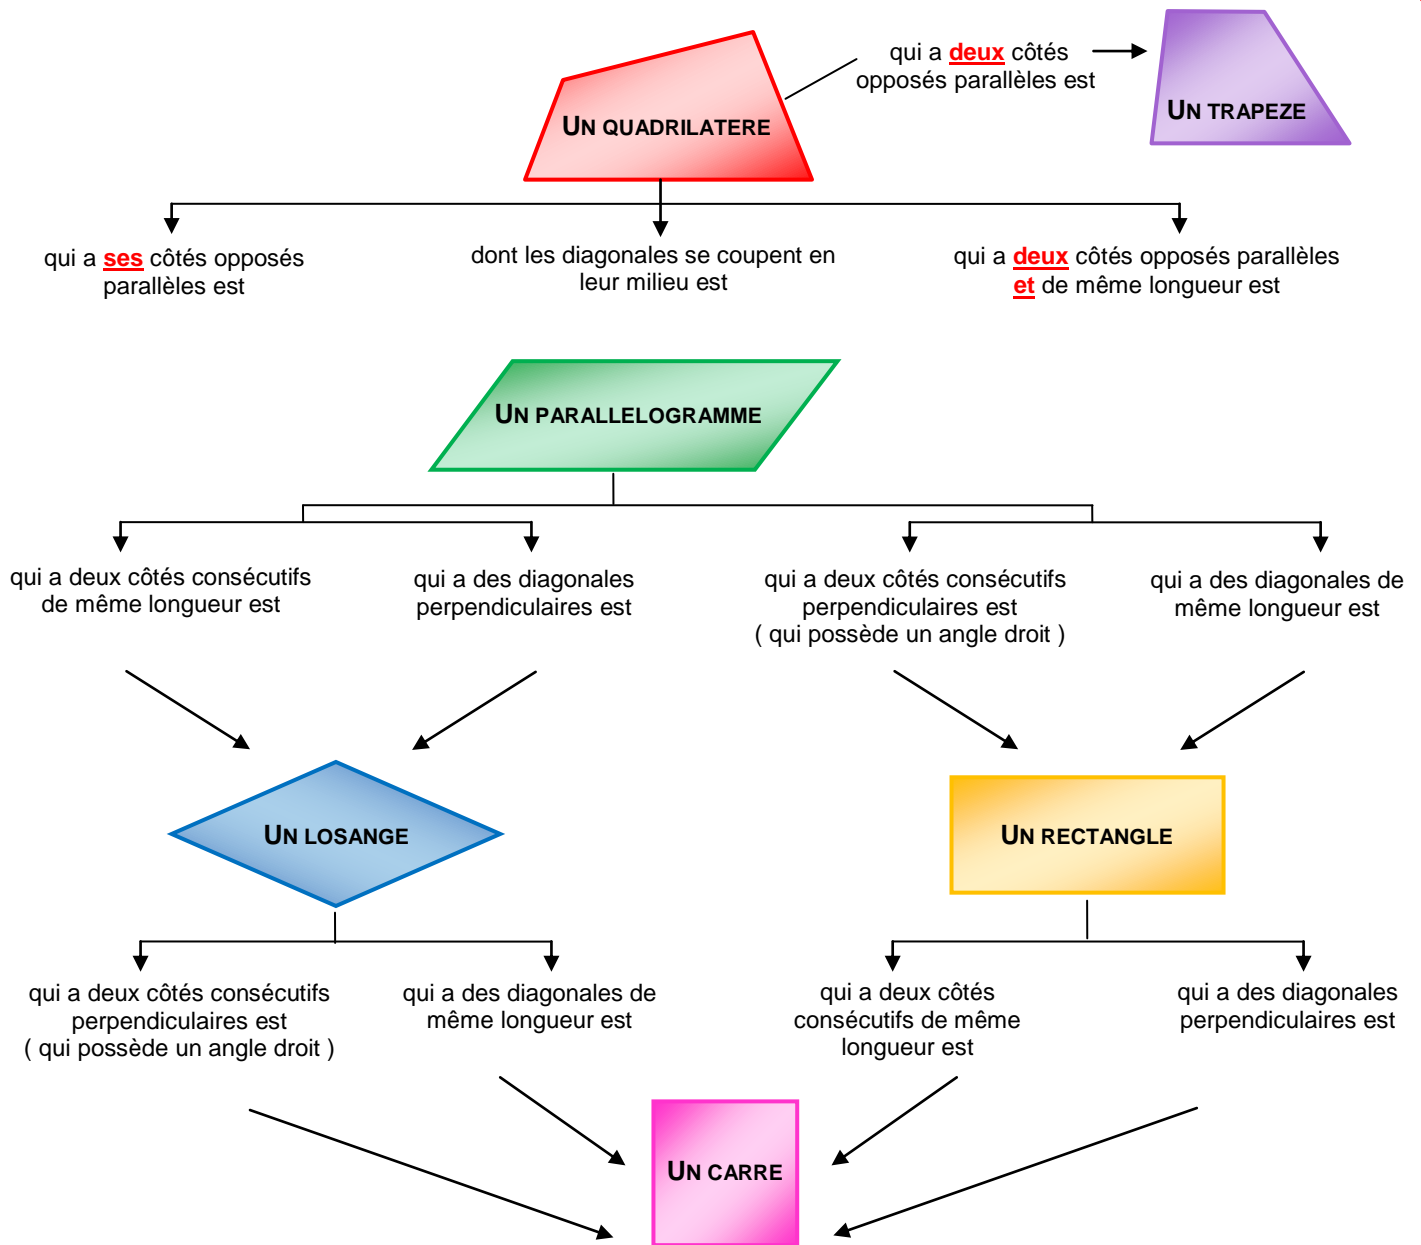 qui a deux côtés
opposés parallèles est
UN TRAPEZE
UN QUADRILATERE
qui a ses côtés opposés
parallèles est
dont les diagonales se coupent en
leur milieu est
qui a deux côtés opposés parallèles
et de même longueur est
UN PARALLELOGRAMME
qui a deux côtés consécutifs
de même longueur est
qui a des diagonales
perpendiculaires est
qui a deux côtés consécutifs
perpendiculaires est
( qui possède un angle droit )
qui a des diagonales de
même longueur est
UN LOSANGE
UN RECTANGLE
qui a deux côtés consécutifs
perpendiculaires est
( qui possède un angle droit )
qui a des diagonales de
même longueur est
qui a deux côtés
consécutifs de même
longueur est
qui a des diagonales
perpendiculaires est
UN CARRE